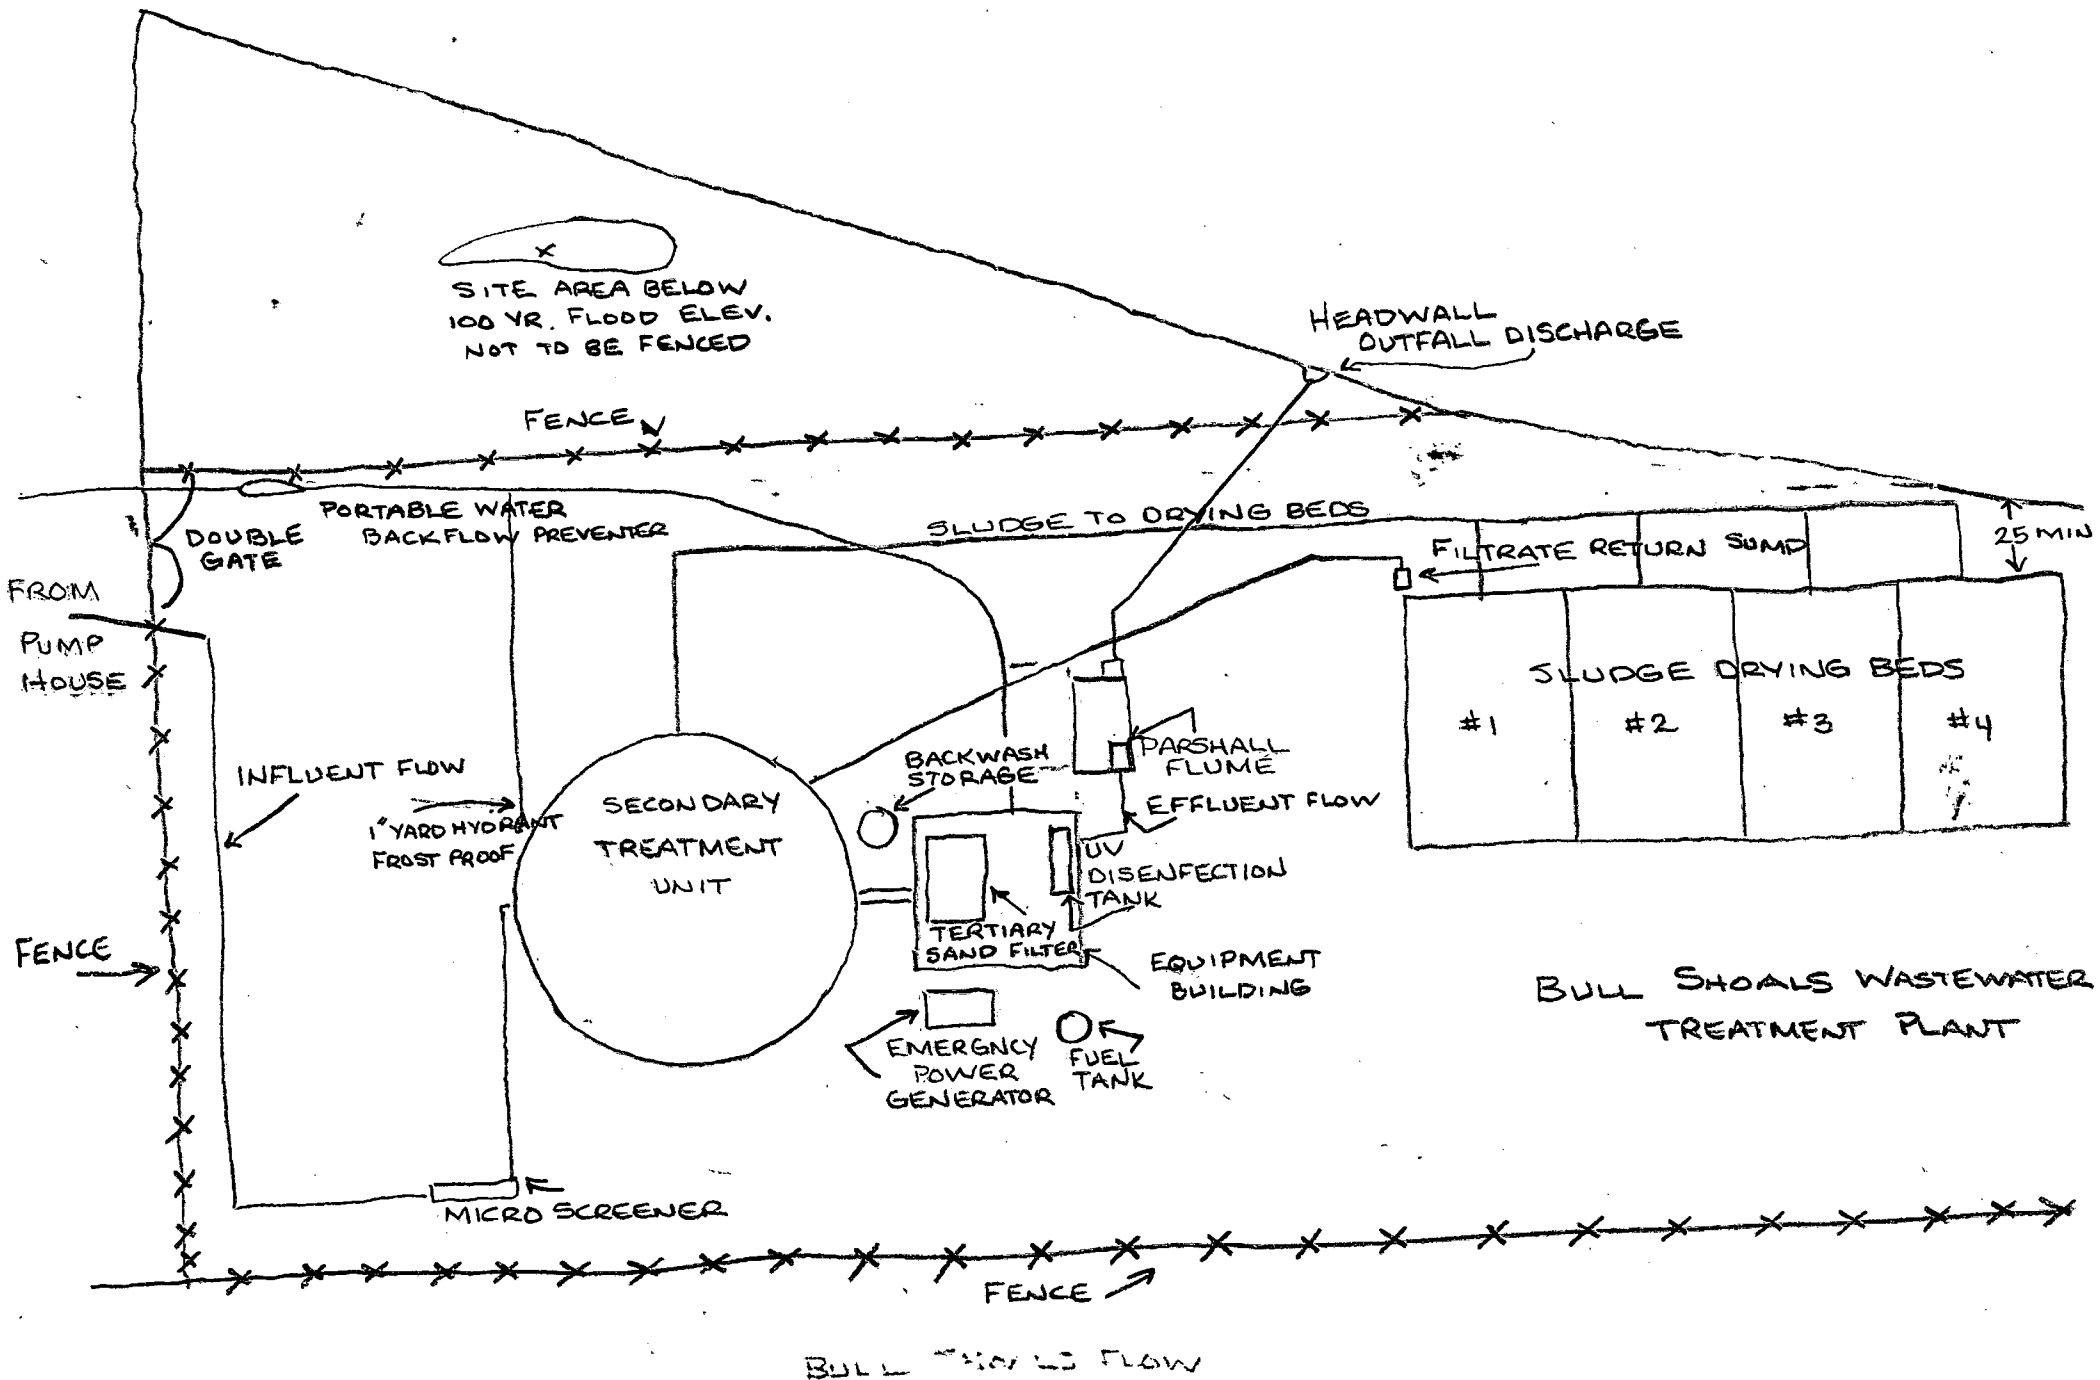 SITE AREA BELOW
100 YR. FLOOD ELEV.
NOT TO BE FENCED
HEADWALL
OUTFALL DISCHARGE
FENCE
PORTABLE WATER
BACKFLOW PREVENTER
DOUBLE
GATE
SLUDGE TO DRYING BEDS
FILTRATE RETURN SUMP
25 MIN
FROM
PUMP
HOUSE
SLUDGE DRYING BEDS
#1
#2
#3
#4
INFLUENT FLOW
1" YARD HYDRANT
FROST PROOF
SECONDARY
TREATMENT
UNIT
BACKWASH
STORAGE
PARSHALL
FLUME
EFFLUENT FLOW
UV
DISENFECTION
TANK
TERTIARY
SAND FILTER
EQUIPMENT
BUILDING
FENCE
EMERGNCY
POWER
GENERATOR
FUEL
TANK
BULL SHOALS WASTEWATER
TREATMENT PLANT
MICRO SCREENER
FENCE
BULL FLOW